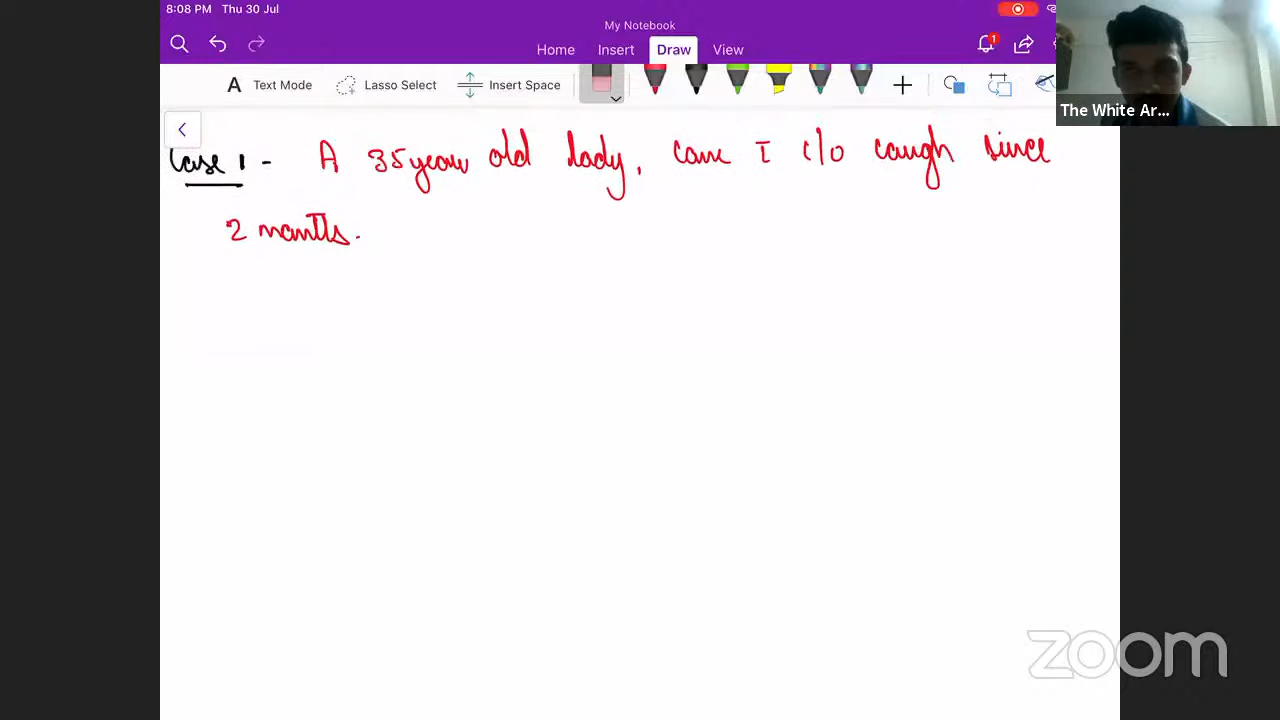 8:08 PM Thu 30 Jul
My Notebook
Home Insert Draw View
1
A Text Mode Lasso Select Insert Space
The White Ar...
Case 1 - A 35 year old lady, came c c/o cough since
2 months.
zoom